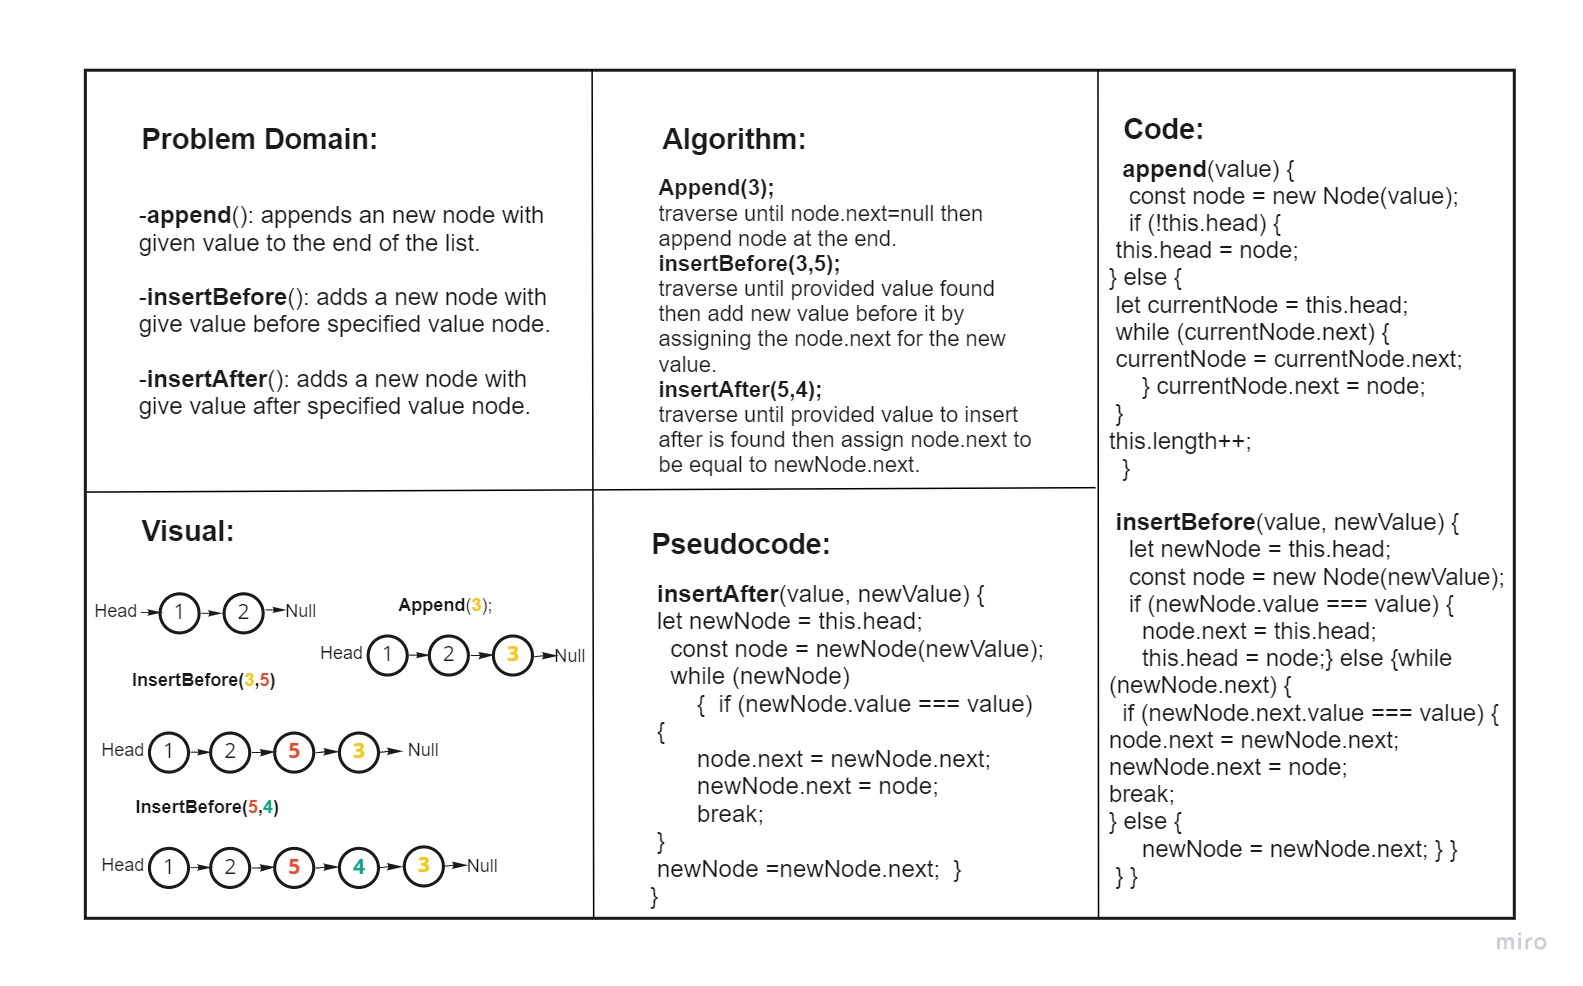 Problem Domain:
-append(): appends an new node with
given value to the end of the list.
-insertBefore(): adds a new node with
give value before specified value node.
-insertAfter(): adds a new node with
give value after specified value node.
Algorithm:
Append(3);
traverse until node.next=null then
append node at the end.
insertBefore(3,5);
traverse until provided value found
then add new value before it by
assigning the node.next for the new
value.
insertAfter(5,4);
traverse until provided value to insert
after is found then assign node.next to
be equal to newNode.next.
Code:
append(value) {
const node = new Node(value);
if (!this.head) {
this.head = node;
} else {
let currentNode = this.head;
while (currentNode.next) {
currentNode = currentNode.next;
} currentNode.next = node;
}
this.length++;
}
insertBefore(value, newValue) {
let newNode = this.head;
const node = new Node(newValue);
if (newNode.value === value) {
node.next = this.head;
this.head = node;} else {while
(newNode.next) {
if (newNode.next.value === value) {
node.next = newNode.next;
newNode.next = node;
break;
} else {
newNode = newNode.next; } }
} }
Visual:
Head 1 2 Null
Append(3);
Head 1 2 3 Null
InsertBefore(3,5)
Head 1 2 5 3 Null
InsertBefore(5,4)
Head 1 2 5 4 3 Null
Pseudocode:
insertAfter(value, newValue) {
let newNode = this.head;
const node = newNode(newValue);
while (newNode)
{ if (newNode.value === value)
{
node.next = newNode.next;
newNode.next = node;
break;
}
newNode =newNode.next; }
}
miro